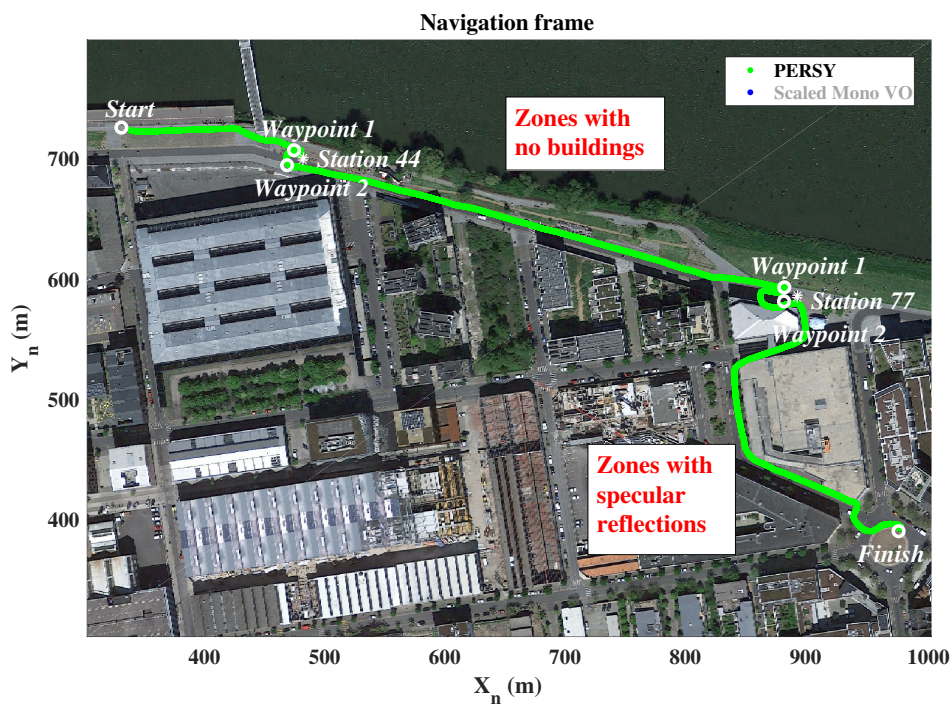 Navigation frame
PERSY
Scaled Mono VO
Start
Zones with
no buildings
Waypoint 1
Station 44
Waypoint 2
Waypoint 1
Station 77
Waypoint 2
Zones with
specular
reflections
Finish
700
600
500
400
Y_n (m)
400
500
600
700
800
900
1000
X_n (m)